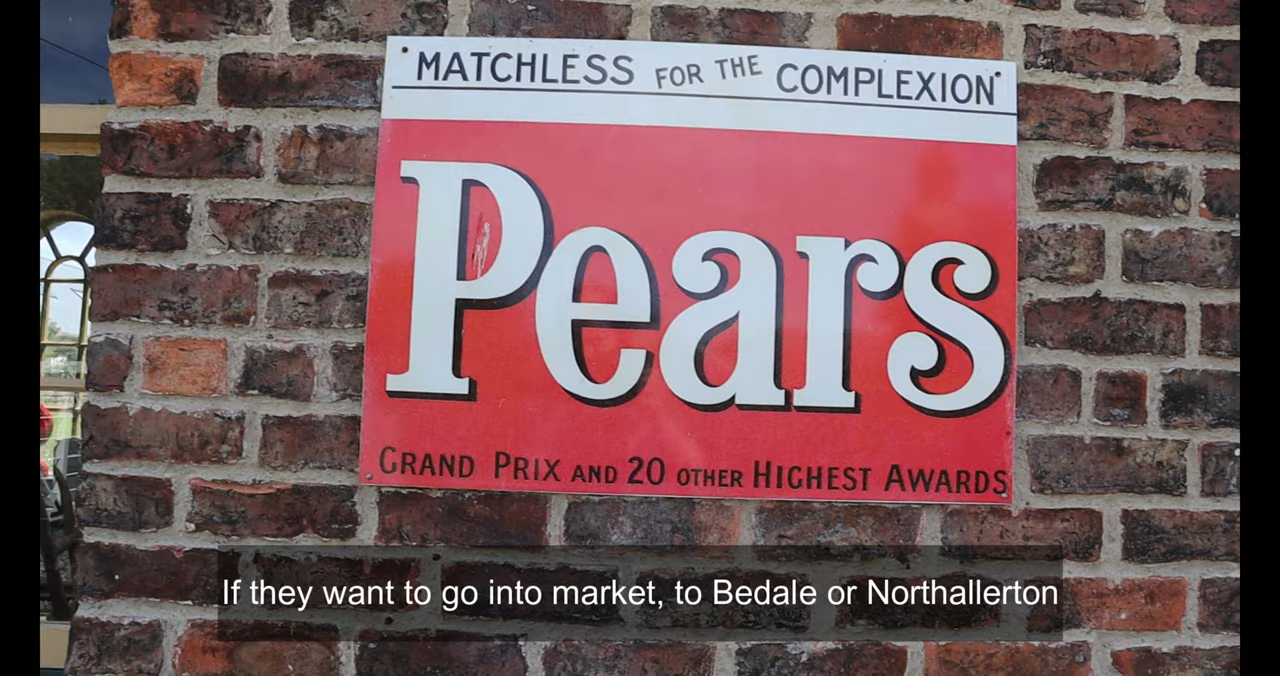 MATCHLESS FOR THE COMPLEXION
Pears
GRAND PRIX AND 20 OTHER HIGHEST AWARDS
If they want to go into market, to Bedale or Northallerton